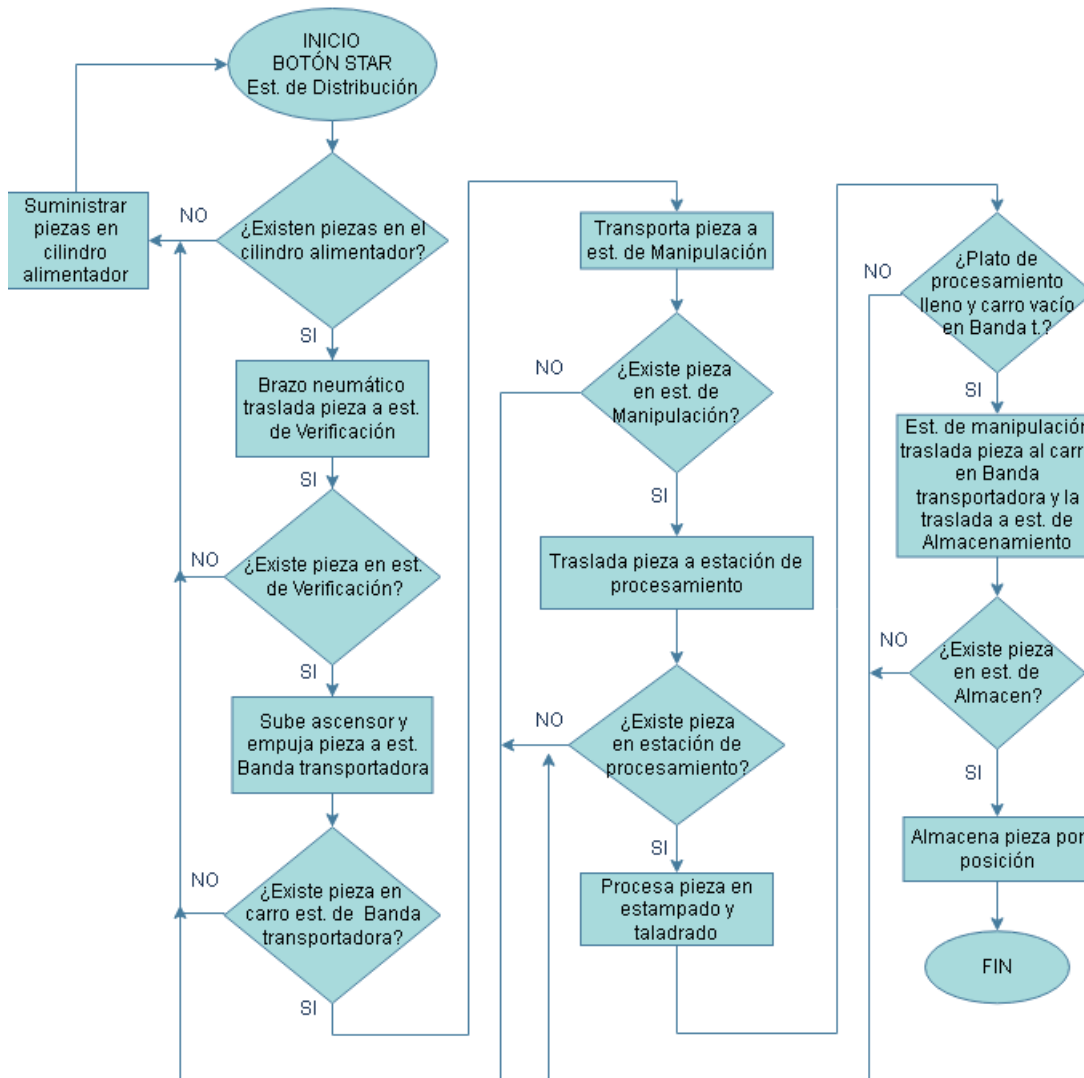 INICIO
BOTÓN STAR
Est. de Distribución
Suministrar
piezas en
cilindro
alimentador
NO
¿Existen piezas en el
cilindro alimentador?
SI
Brazo neumático
traslada pieza a est.
de Verificación
SI
NO
¿Existe pieza en est.
de Verificación?
SI
Sube ascensor y
empuja pieza a est.
Banda transportadora
NO
¿Existe pieza en
carro est. de Banda
transportadora?
SI
Transporta pieza a
est. de Manipulación
NO
¿Existe pieza
en est. de
Manipulación?
SI
Traslada pieza a estación de
procesamiento
NO
¿Existe pieza
en estación de
procesamiento?
SI
Procesa pieza en
estampado y
taladrado
NO
¿Plato de
procesamiento
lleno y carro vacío
en Banda t.?
SI
Est. de manipulación
traslada pieza al carr
en Banda
transportadora y la
traslada a est. de
Almacenamiento
NO
¿Existe pieza
en est. de
Almacen?
SI
Almacena pieza por
posición
FIN